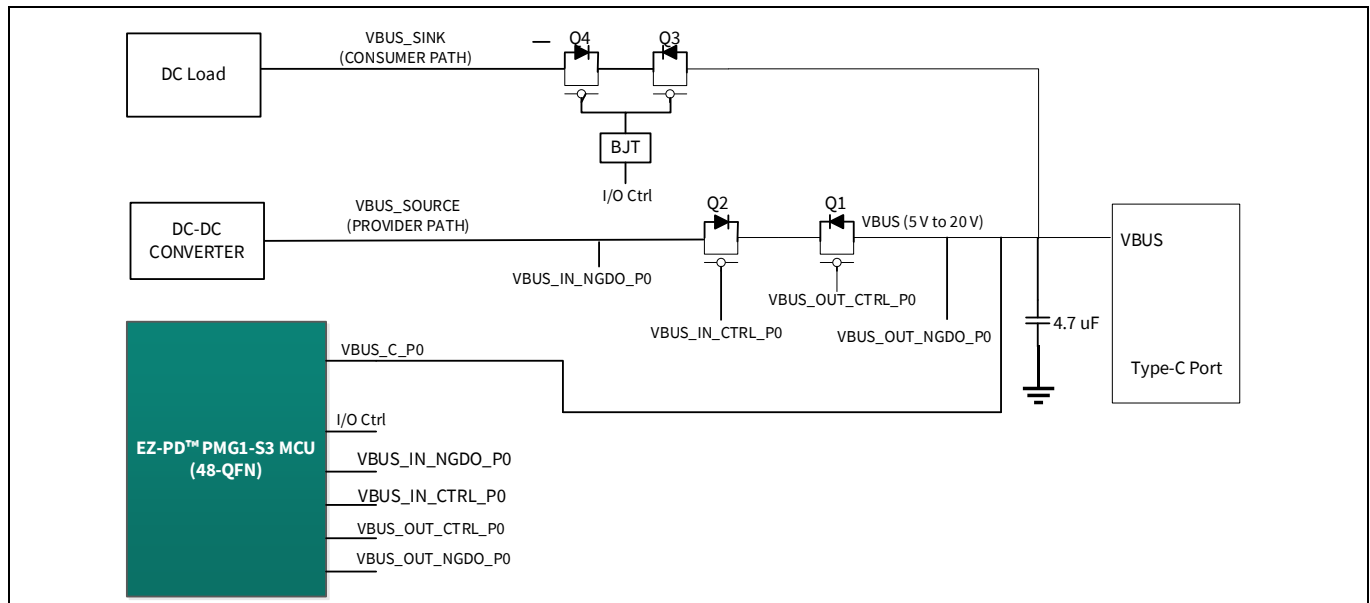 DC Load
VBUS_SINK
(CONSUMER PATH)
Q4
Q3
BJT
I/O Ctrl
DC-DC
CONVERTER
VBUS_SOURCE
(PROVIDER PATH)
VBUS_IN_NGDO_P0
Q2
Q1
VBUS (5 V to 20 V)
VBUS_IN_CTRL_P0
VBUS_OUT_CTRL_P0
VBUS_OUT_NGDO_P0
4.7 uF
VBUS
Type-C Port
EZ-PD™ PMG1-S3 MCU
(48-QFN)
VBUS_C_P0
I/O Ctrl
VBUS_IN_NGDO_P0
VBUS_IN_CTRL_P0
VBUS_OUT_CTRL_P0
VBUS_OUT_NGDO_P0